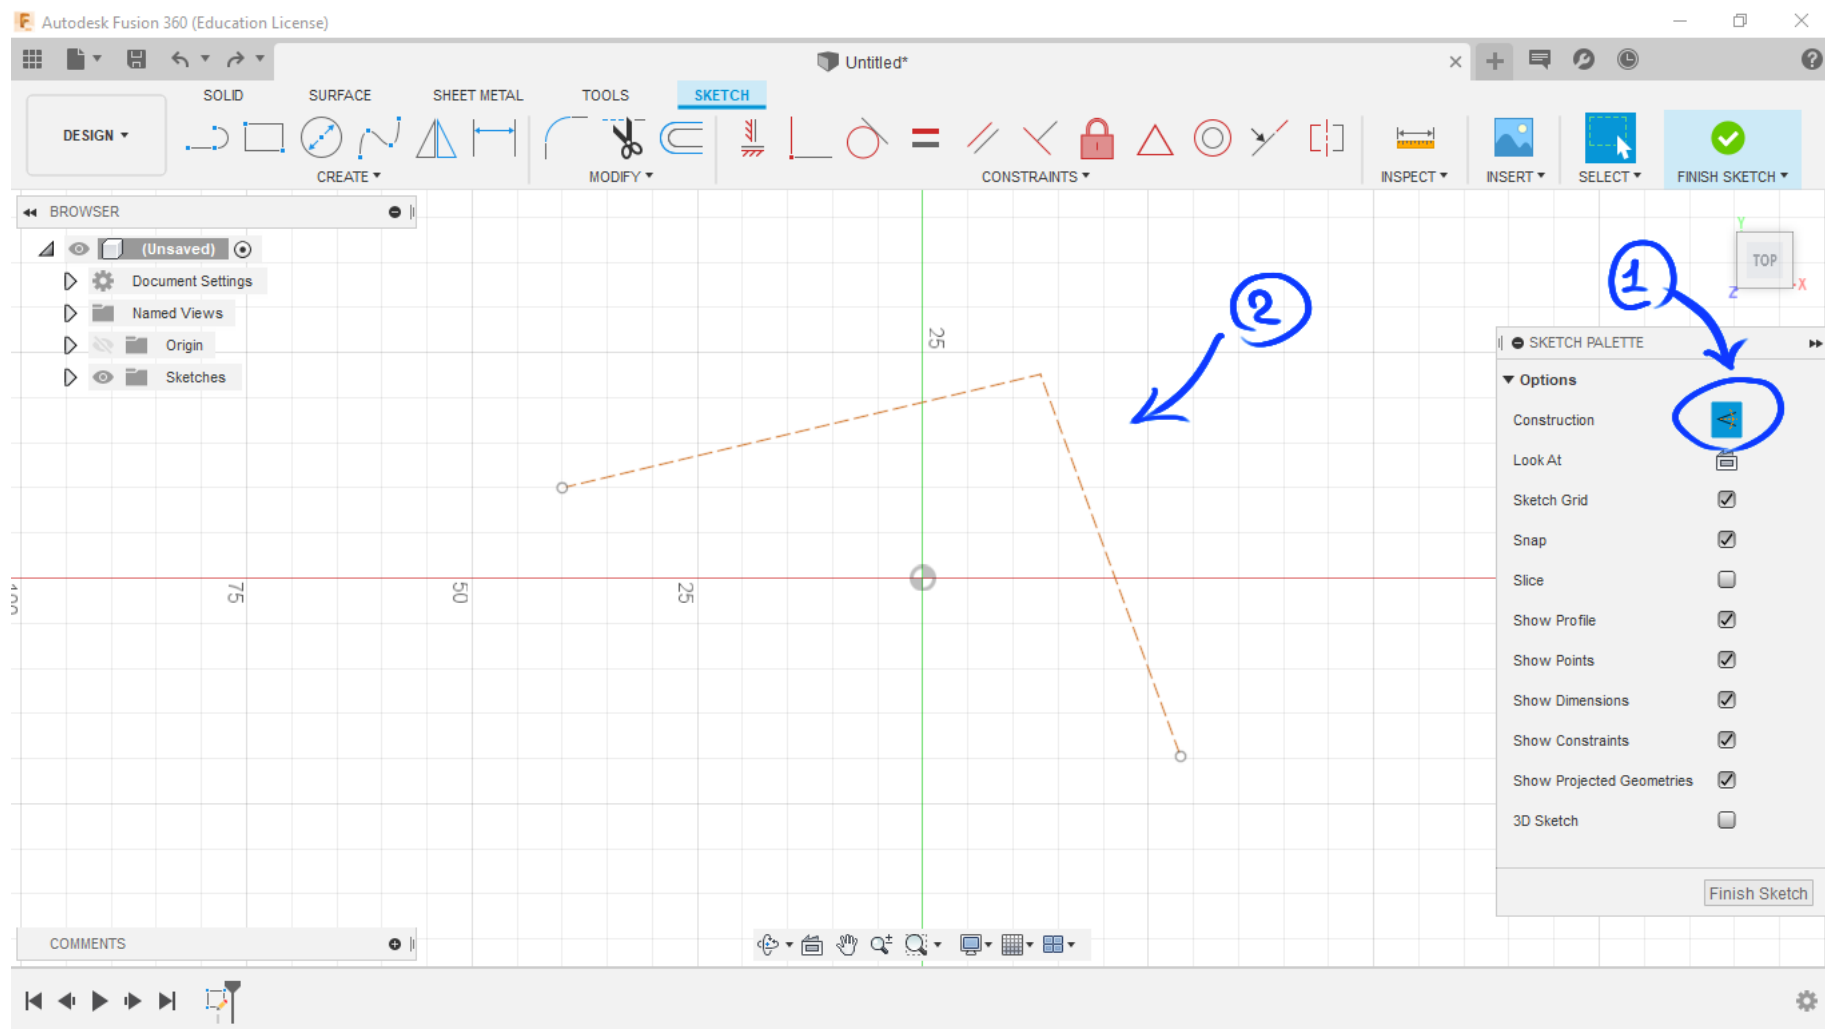 Autodesk Fusion 360 (Education License)
Untitled*
SOLID SURFACE SHEET METAL TOOLS SKETCH
DESIGN
CREATE MODIFY CONSTRAINTS INSPECT INSERT SELECT FINISH SKETCH
BROWSER
(Unsaved)
Document Settings
Named Views
Origin
Sketches
1
2
Y
TOP
X
Z
25
75
50
25
SKETCH PALETTE
Options
Construction
Look At
Sketch Grid
Snap
Slice
Show Profile
Show Points
Show Dimensions
Show Constraints
Show Projected Geometries
3D Sketch
Finish Sketch
COMMENTS